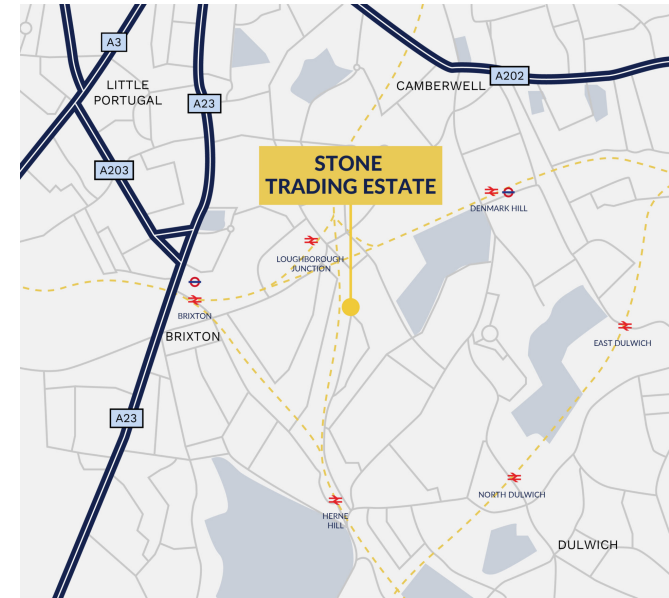 A3
LITTLE
PORTUGAL
A23
CAMBERWELL
A202
A203
STONE
TRADING ESTATE
DENMARK HILL
LOUGHBOROUGH
JUNCTION
BRIXTON
BRIXTON
EAST DULWICH
A23
NORTH DULWICH
HERNE
HILL
DULWICH